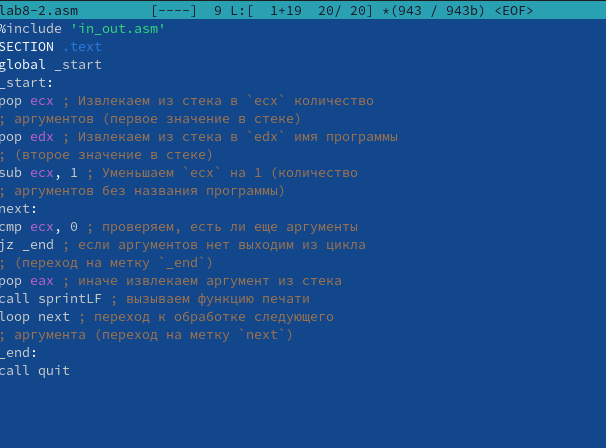 lab8-2.asm [----] 9 L:[ 1+19 20/ 20] *(943 / 943b) <EOF>
%include 'in_out.asm'
SECTION .text
global _start
_start:
pop ecx ; Извлекаем из стека в `ecx` количество
; аргументов (первое значение в стеке)
pop edx ; Извлекаем из стека в `edx` имя программы
; (второе значение в стеке)
sub ecx, 1 ; Уменьшаем `ecx` на 1 (количество
; аргументов без названия программы)
next:
cmp ecx, 0 ; проверяем, есть ли еще аргументы
jz _end ; если аргументов нет выходим из цикла
; (переход на метку `_end`)
pop eax ; иначе извлекаем аргумент из стека
call sprintLF ; вызываем функцию печати
loop next ; переход к обработке следующего
; аргумента (переход на метку `next`)
_end:
call quit